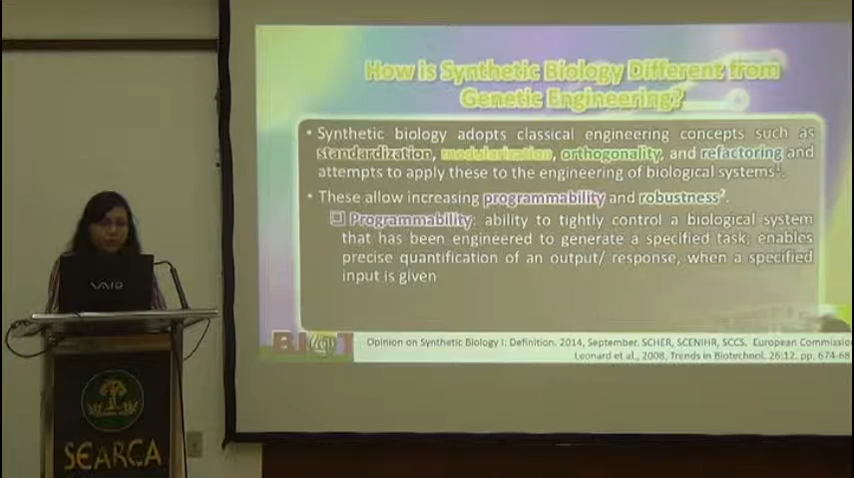 How is Synthetic Biology Different from
Genetic Engineering?
• Synthetic biology adopts classical engineering concepts such as
standardization, modularization, orthogonality, and refactoring and
attempts to apply these to the engineering of biological systems¹.
• These allow increasing programmability and robustness².
❑ Programmability: ability to tightly control a biological system
that has been engineered to generate a specified task; enables
precise quantification of an output/ response, when a specified
input is given
Opinion on Synthetic Biology I: Definition. 2014, September. SCHER, SCENIHR, SCCS. European Commissio
Leonard et al., 2008, Trends in Biotechnol. 26:12. pp. 674-68
VAIO
SEARCA